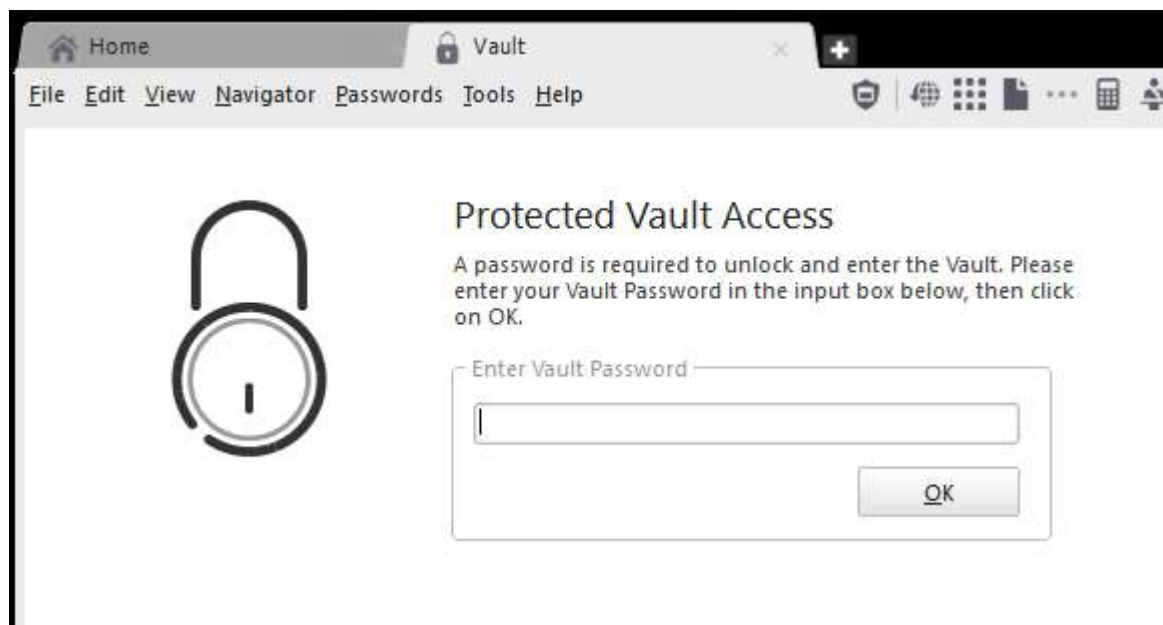 Home
Vault
File Edit View Navigator Passwords Tools Help
Protected Vault Access
A password is required to unlock and enter the Vault. Please
enter your Vault Password in the input box below, then click
on OK.
Enter Vault Password
OK